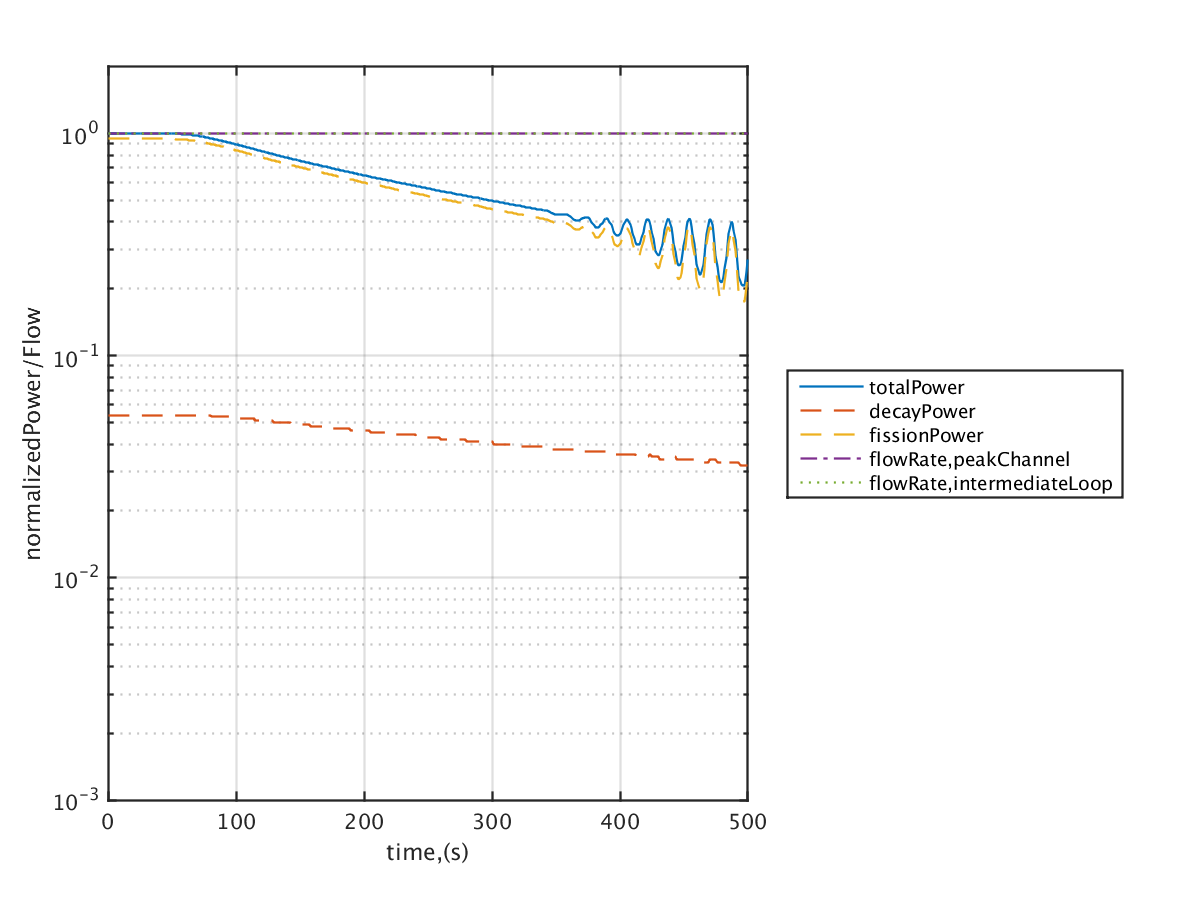 10^0
10^-1
10^-2
10^-3
normalizedPower/Flow
0 100 200 300 400 500
time,(s)
totalPower
decayPower
fissionPower
flowRate,peakChannel
flowRate,intermediateLoop